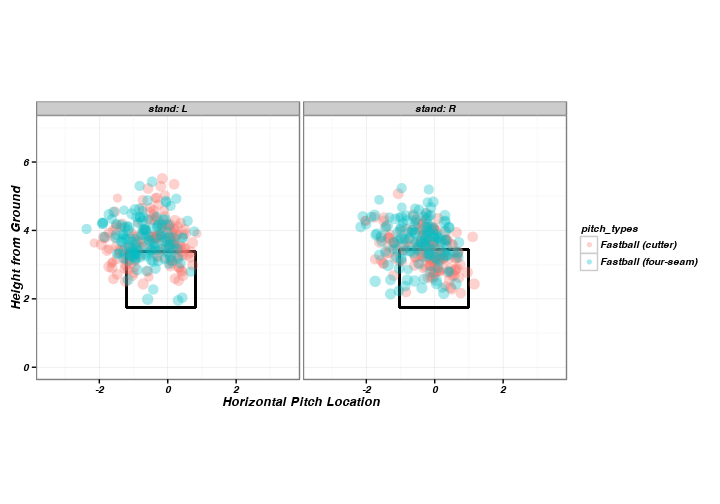 stand: L
stand: R
6
4
2
0
Height from Ground
-2
0
2
-2
0
2
Horizontal Pitch Location
pitch_types
Fastball (cutter)
Fastball (four-seam)